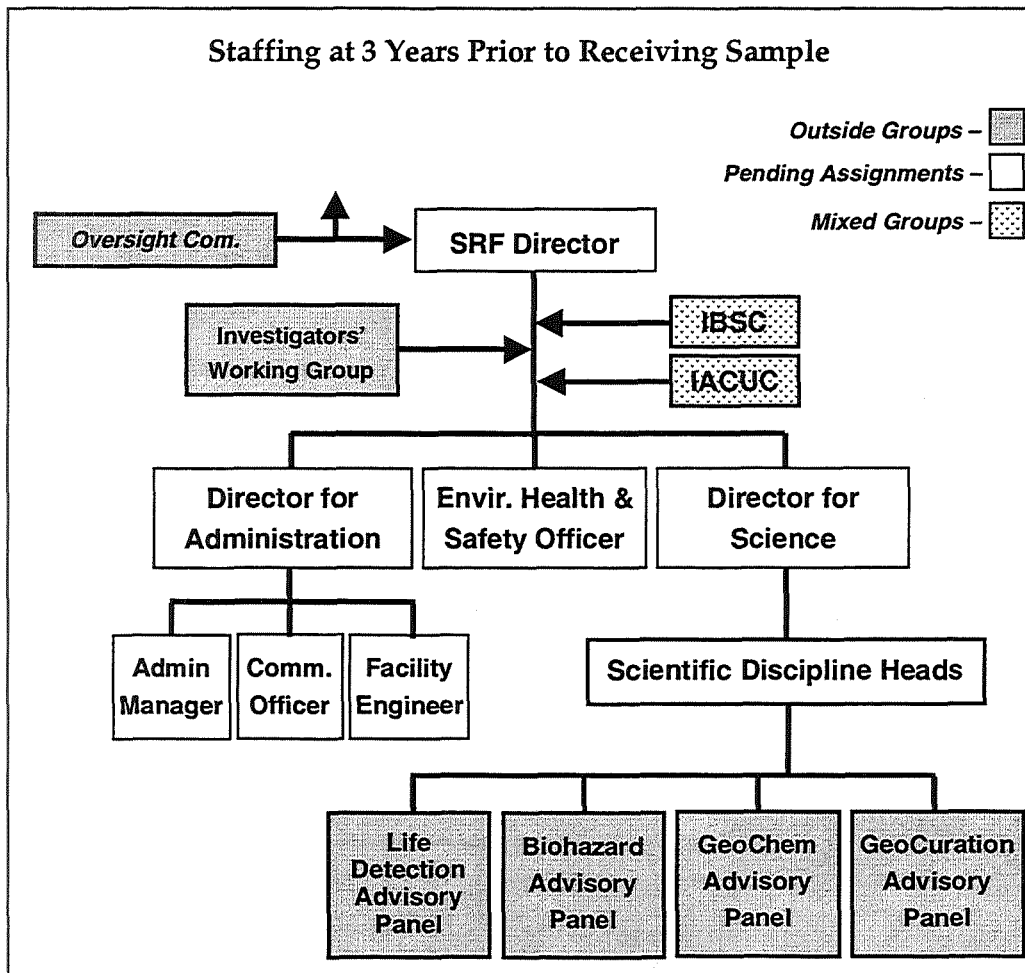 Staffing at 3 Years Prior to Receiving Sample
Outside Groups –
Pending Assignments –
Mixed Groups –
Oversight Com.
SRF Director
Investigators'
Working Group
IBSC
IACUC
Director for
Administration
Envir. Health &
Safety Officer
Director for
Science
Admin
Manager
Comm.
Officer
Facility
Engineer
Scientific Discipline Heads
Life
Detection
Advisory
Panel
Biohazard
Advisory
Panel
GeoChem
Advisory
Panel
GeoCuration
Advisory
Panel